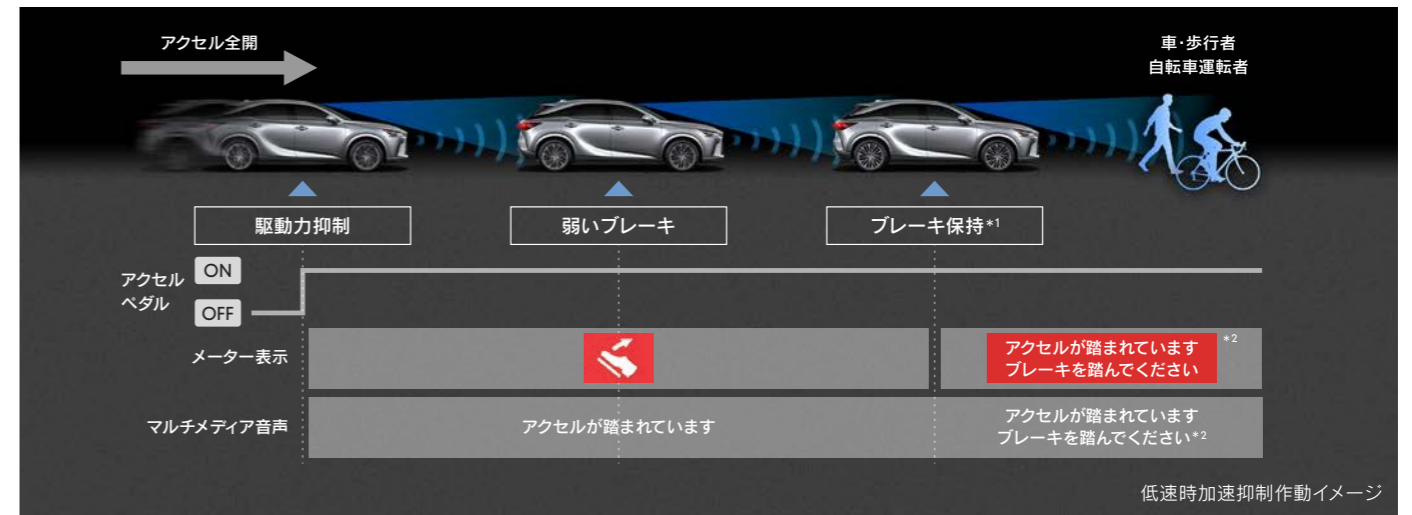 アクセル全開
車・歩行者
自転車運転者
駆動力抑制
弱いブレーキ
ブレーキ保持*1
アクセル
ペダル
ON
OFF
メーター表示
アクセルが踏まれています
ブレーキを踏んでください
*2
マルチメディア音声
アクセルが踏まれています
アクセルが踏まれています
ブレーキを踏んでください*2
低速時加速抑制作動イメージ